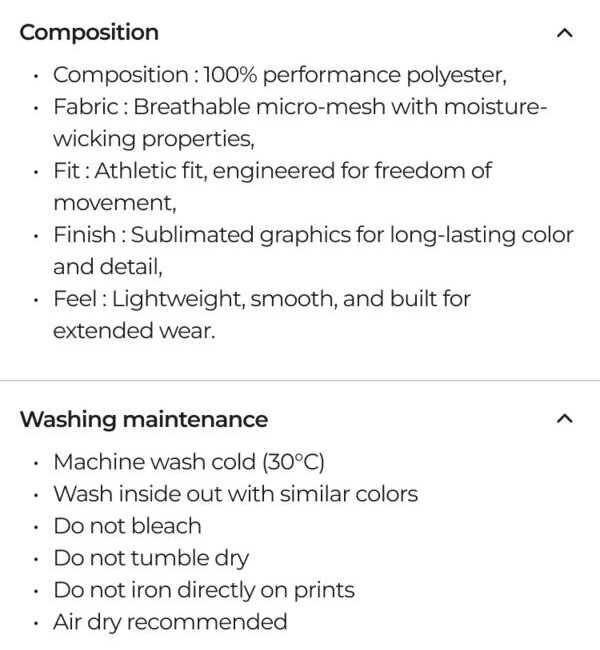 Composition
• Composition : 100% performance polyester,
• Fabric : Breathable micro-mesh with moisture-
wicking properties,
• Fit : Athletic fit, engineered for freedom of
movement,
• Finish : Sublimated graphics for long-lasting color
and detail,
• Feel : Lightweight, smooth, and built for
extended wear.
Washing maintenance
• Machine wash cold (30°C)
• Wash inside out with similar colors
• Do not bleach
• Do not tumble dry
• Do not iron directly on prints
• Air dry recommended